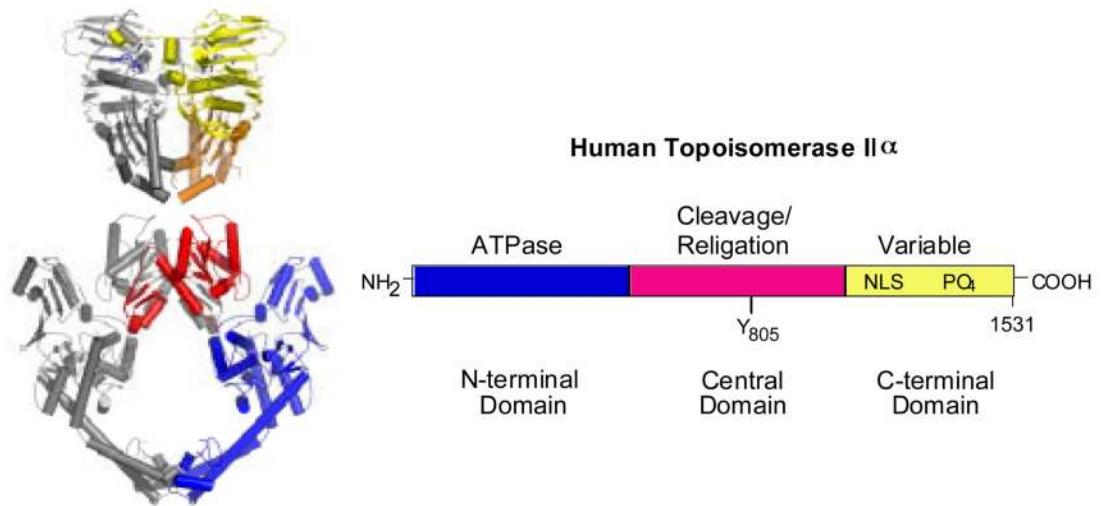 Human Topoisomerase IIα
ATPase
Cleavage/
Religation
Variable
NH2
NLS
PO4
COOH
Y805
1531
N-terminal
Domain
Central
Domain
C-terminal
Domain